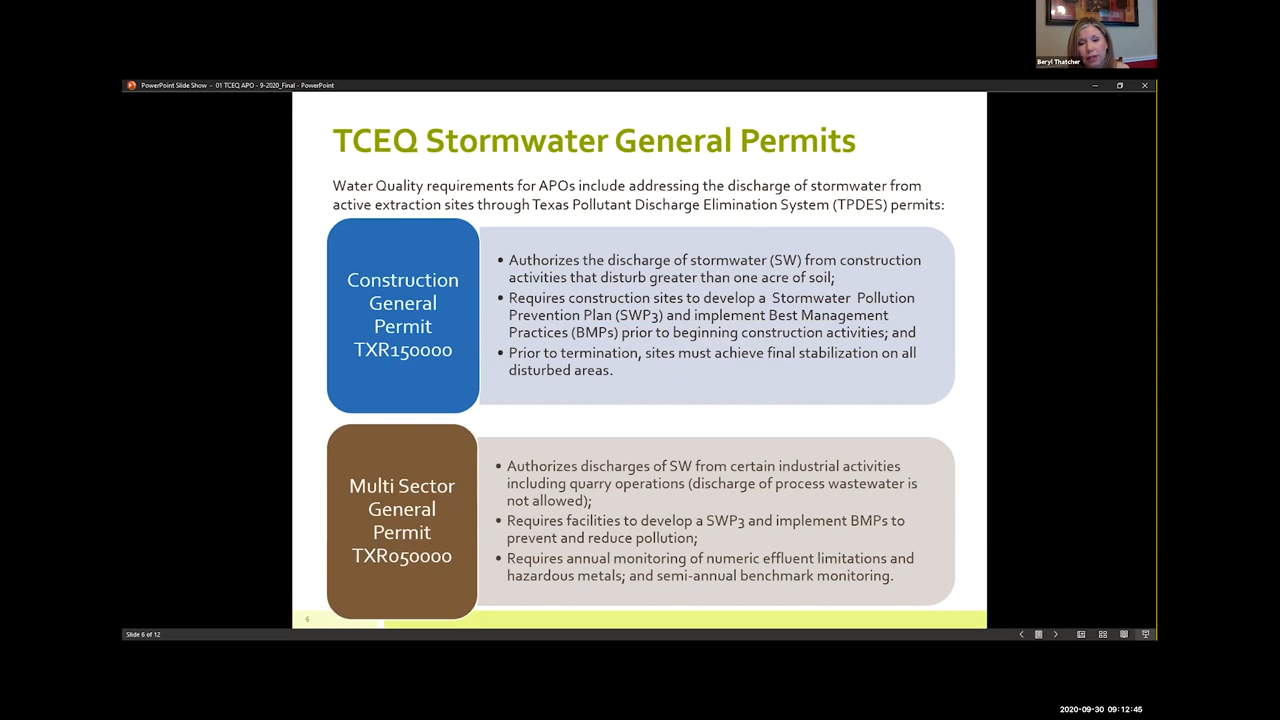 Beryl Thatcher
PowerPoint Slide Show - 01 TCEQ APO - 9-2020_Final - PowerPoint
TCEQ Stormwater General Permits
Water Quality requirements for APOs include addressing the discharge of stormwater from
active extraction sites through Texas Pollutant Discharge Elimination System (TPDES) permits:
Construction
General
Permit
TXR150000
• Authorizes the discharge of stormwater (SW) from construction
activities that disturb greater than one acre of soil;
• Requires construction sites to develop a Stormwater Pollution
Prevention Plan (SWP3) and implement Best Management
Practices (BMPs) prior to beginning construction activities; and
• Prior to termination, sites must achieve final stabilization on all
disturbed areas.
Multi Sector
General
Permit
TXR050000
• Authorizes discharges of SW from certain industrial activities
including quarry operations (discharge of process wastewater is
not allowed);
• Requires facilities to develop a SWP3 and implement BMPs to
prevent and reduce pollution;
• Requires annual monitoring of numeric effluent limitations and
hazardous metals; and semi-annual benchmark monitoring.
6
Slide 6 of 12
2020-09-30 09:12:45